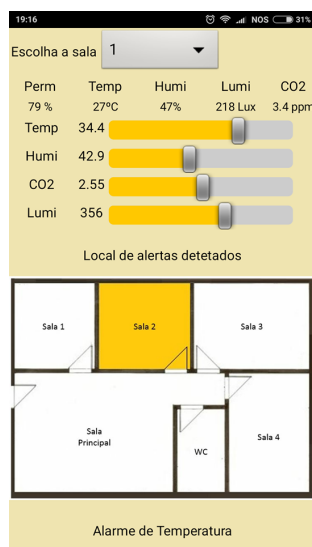 19:16 NOS 31%
Escolha a sala 1
Perm Temp Humi Lumi CO2
79 % 27ºC 47% 218 Lux 3.4 ppm
Temp 34.4
Humi 42.9
CO2 2.55
Lumi 356
Local de alertas detetados
Sala 1 Sala 2 Sala 3
Sala
Principal
WC
Sala 4
Alarme de Temperatura